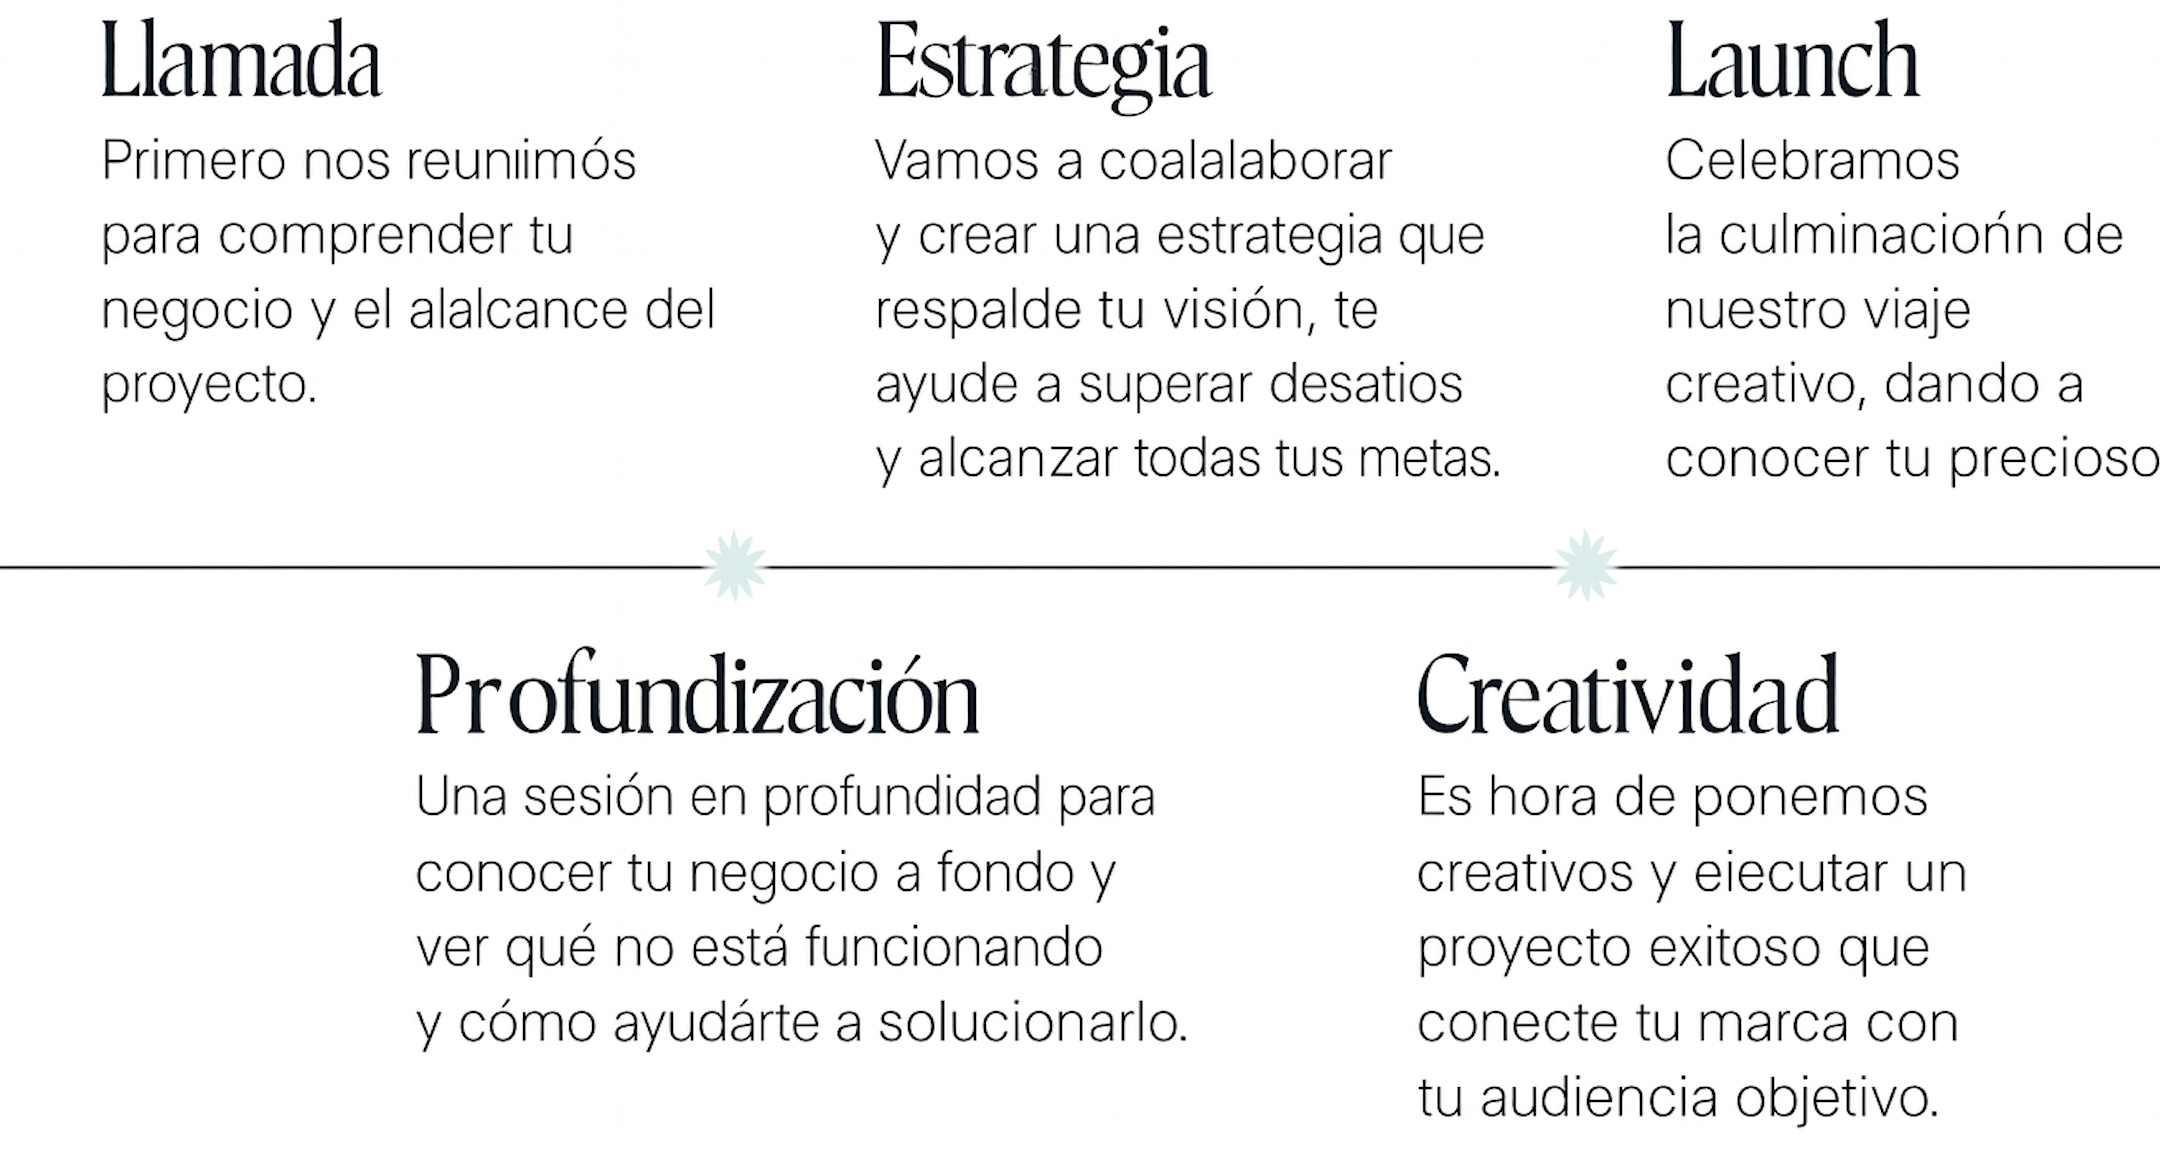 Llamada
Primero nos reuniimós
para comprender tu
negocio y el alalcance del
proyecto.
Estrategia
Vamos a coalalaborar
y crear una estrategia que
respalde tu visión, te
ayude a superar desatios
y alcanzar todas tus metas.
Launch
Celebramos
la culminaciońn de
nuestro viaje
creativo, dando a
conocer tu precioso
Profundización
Una sesión en profundidad para
conocer tu negocio a fondo y
ver qué no está funcionando
y cómo ayudárte a solucionarlo.
Creatividad
Es hora de ponemos
creativos y eiecutar un
proyecto exitoso que
conecte tu marca con
tu audiencia objetivo.